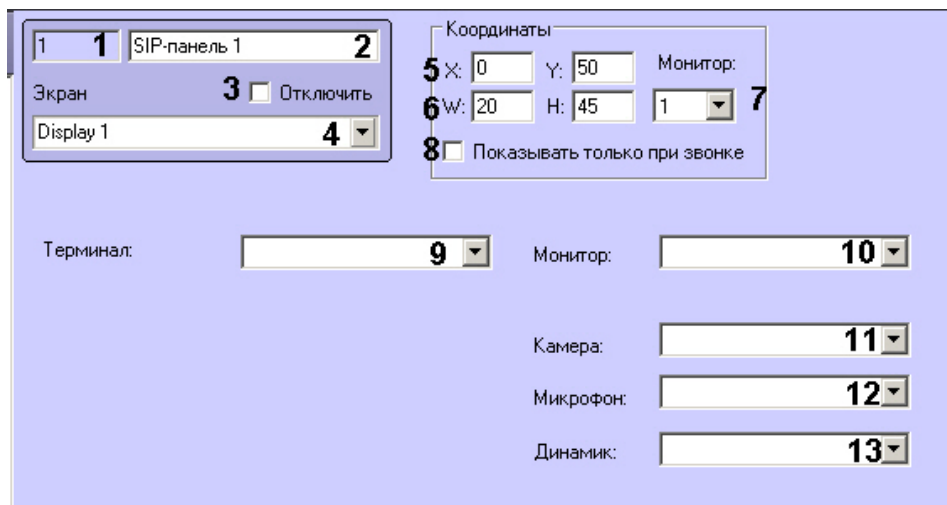 1 1 SIP-панель 1 2
Экран 3 Отключить
Display 1 4
Координаты
5 X: 0 Y: 50 Монитор:
6 W: 20 H: 45 1 7
8 Показывать только при звонке
Терминал: 9 Монитор: 10
Камера: 11
Микрофон: 12
Динамик: 13